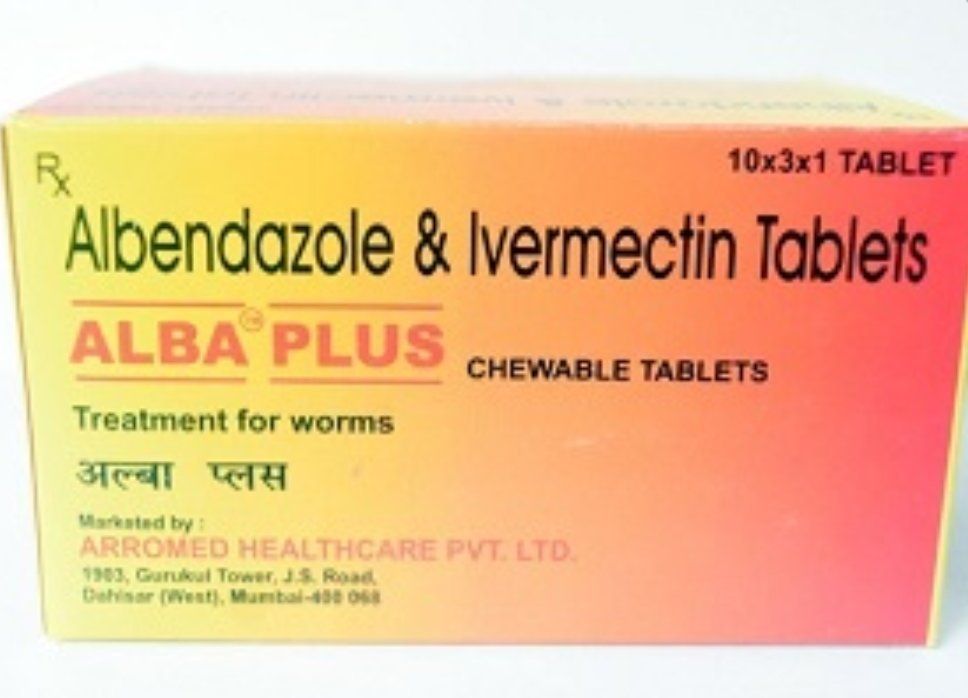 Rx
10x3x1 TABLET
Albendazole & Ivermectin Tablets
ALBA™ PLUS
CHEWABLE TABLETS
Treatment for worms
अल्बा प्लस
Marketed by :
ARROMED HEALTHCARE PVT. LTD.
1903, Gurukul Tower, J.S. Road,
Dahisar (West), Mumbai-400 068